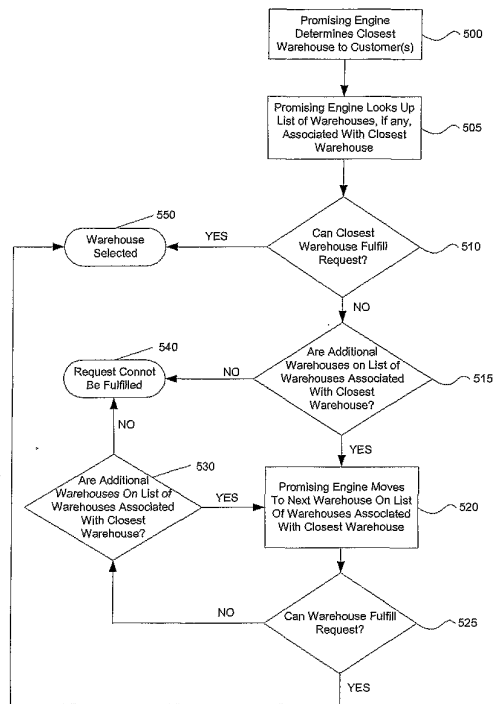 Promising Engine
Determines Closest
Warehouse to Customer(s)
500
Promising Engine Looks Up
List of Warehouses, if any,
Associated With Closest
Warehouse
505
550
Warehouse
Selected
YES
Can Closest
Warehouse Fulfill
Request?
510
NO
540
Request Connot
Be Fulfilled
NO
Are Additional
Warehouses on List of
Warehouses Associated
With Closest
Warehouse?
515
YES
NO
530
Are Additional
Warehouses On List of
Warehouses Associated
With Closest
Warehouse?
YES
Promising Engine Moves
To Next Warehouse On List
Of Warehouses Associated
With Closest Warehouse
520
NO
Can Warehouse Fulfill
Request?
525
YES